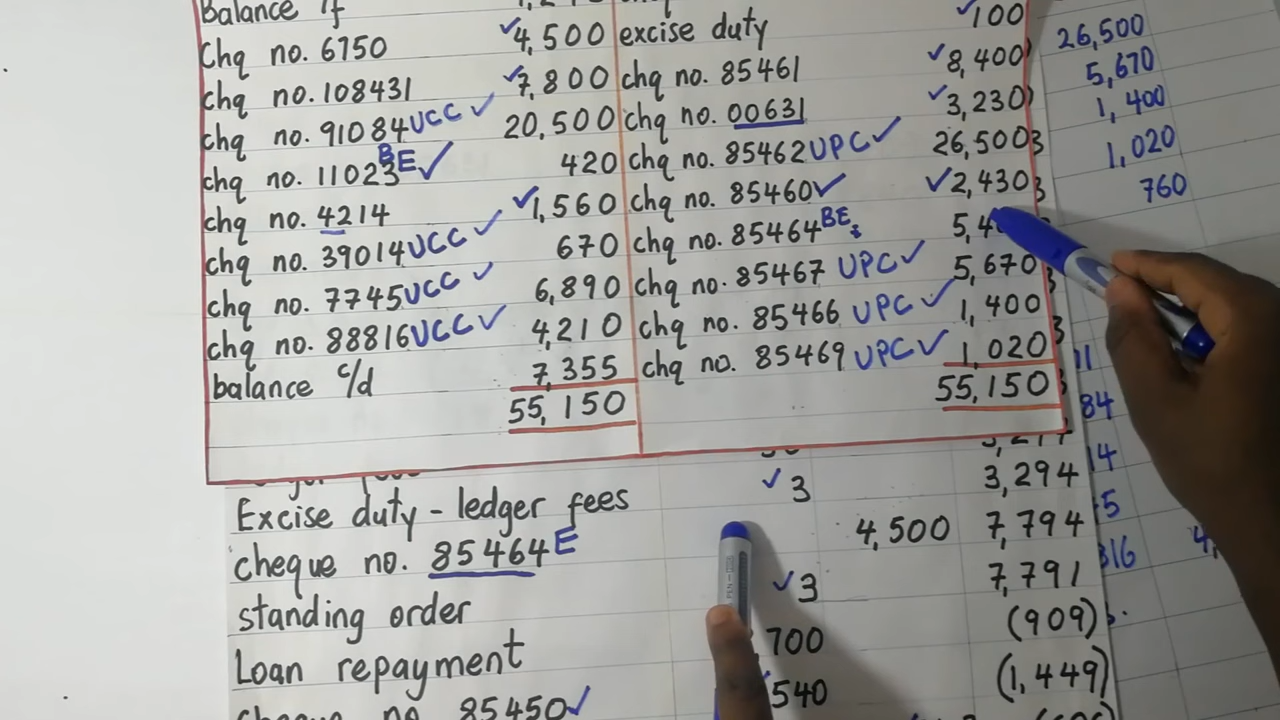 Balance
Chq no. 6750 ✓4,500 excise duty ✓100
chq no. 108431 ✓7,800 chq no. 85461 ✓8,400
chq no. 91084 UCC ✓ 20,500 chq no. 00631 ✓3,230
chq no. 11023 BE ✓ 420 chq no. 85462 UPC ✓ 26,500
chq no. 4214 ✓1,560 chq no. 85460 ✓ ✓2,430
chq no. 39014 UCC ✓ 670 chq no. 85464 BE
chq no. 7745 UCC ✓ 6,890 chq no. 85467 UPC ✓ 5,670
chq no. 88816 UCC ✓ 4,210 chq no. 85466 UPC ✓ 1,400
balance c/d 7,355 chq no. 85469 UPC ✓ 1,020
55,150 55,150
26,500
5,670
1,400
1,020
760
Excise duty - ledger fees ✓3 3,294
cheque no. 85464 E 4,500 7,794
standing order ✓3 7,791
Loan repayment 700 (909)
cheque no. 85450 ✓ 540 (1,449)